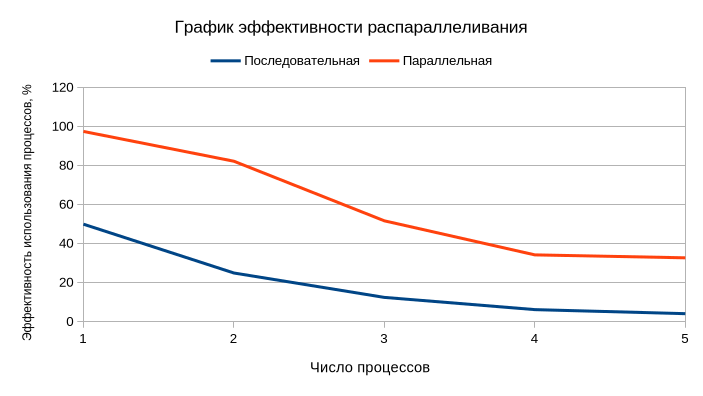 График эффективности распараллеливания
Последовательная Параллельная
Эффективность использования процессов, %
120
100
80
60
40
20
0
1 2 3 4 5
Число процессов